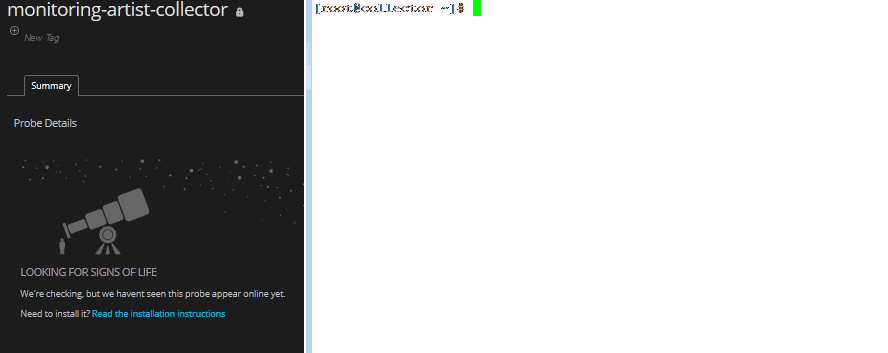 monitoring-artist-collector
New Tag
Summary
Probe Details
LOOKING FOR SIGNS OF LIFE
We're checking, but we havent seen this probe appear online yet.
Need to install it? Read the installation instructions
[root@collector ~]#